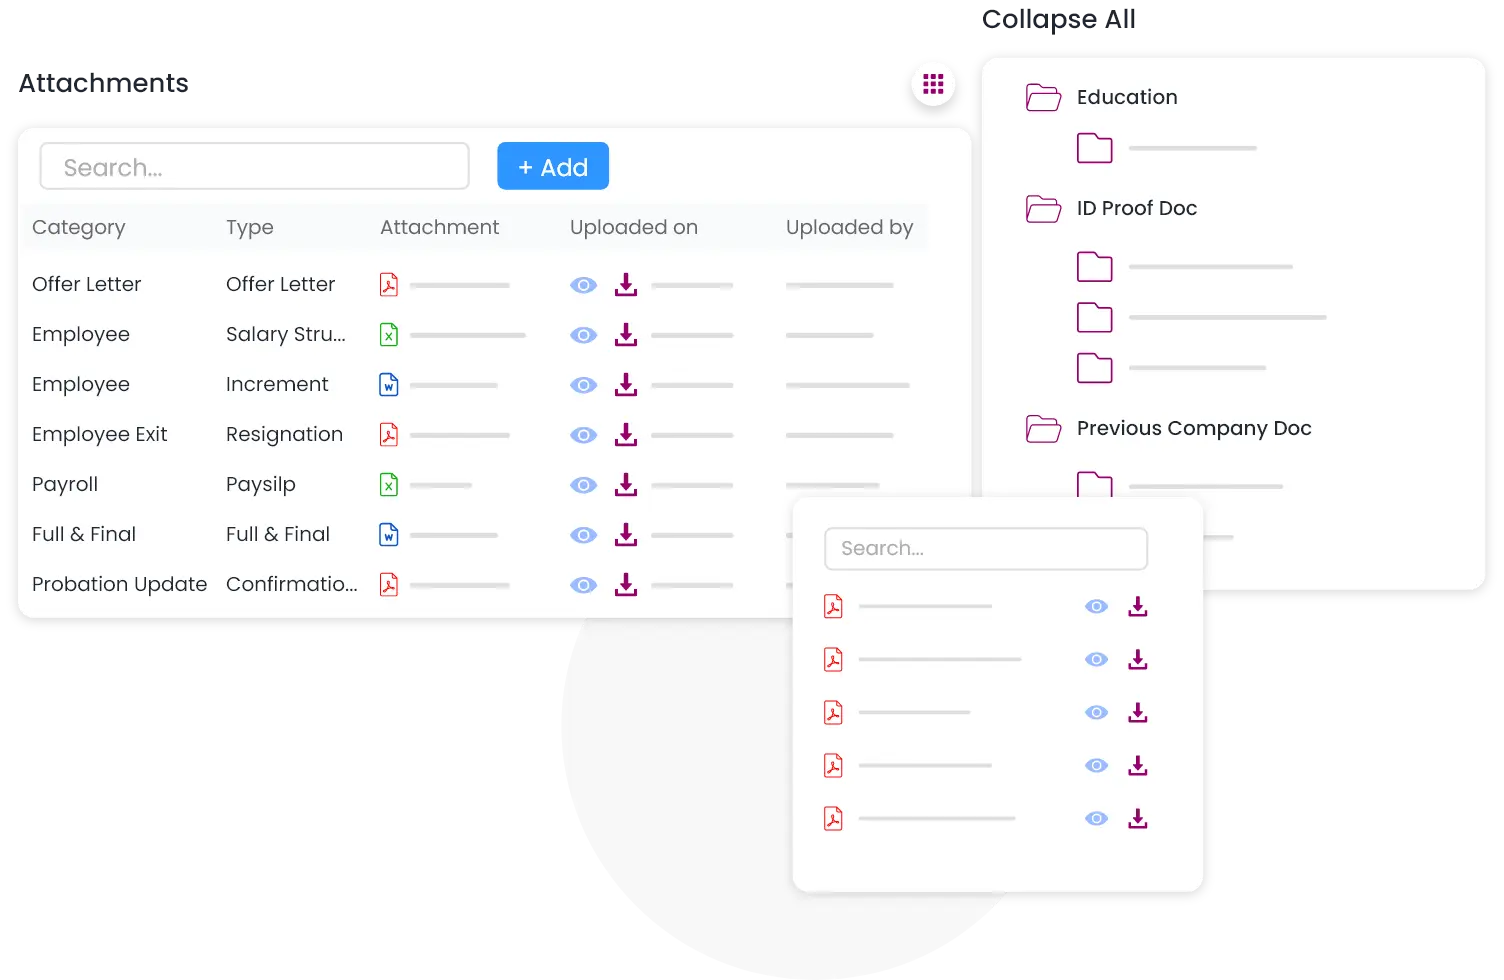 Collapse All
Attachments
Search...
+ Add
Category Type Attachment Uploaded on Uploaded by
Offer Letter Offer Letter
Employee Salary Stru...
Employee Increment
Employee Exit Resignation
Payroll Paysilp
Full & Final Full & Final
Probation Update Confirmatio...
Education
ID Proof Doc
Previous Company Doc
Search...